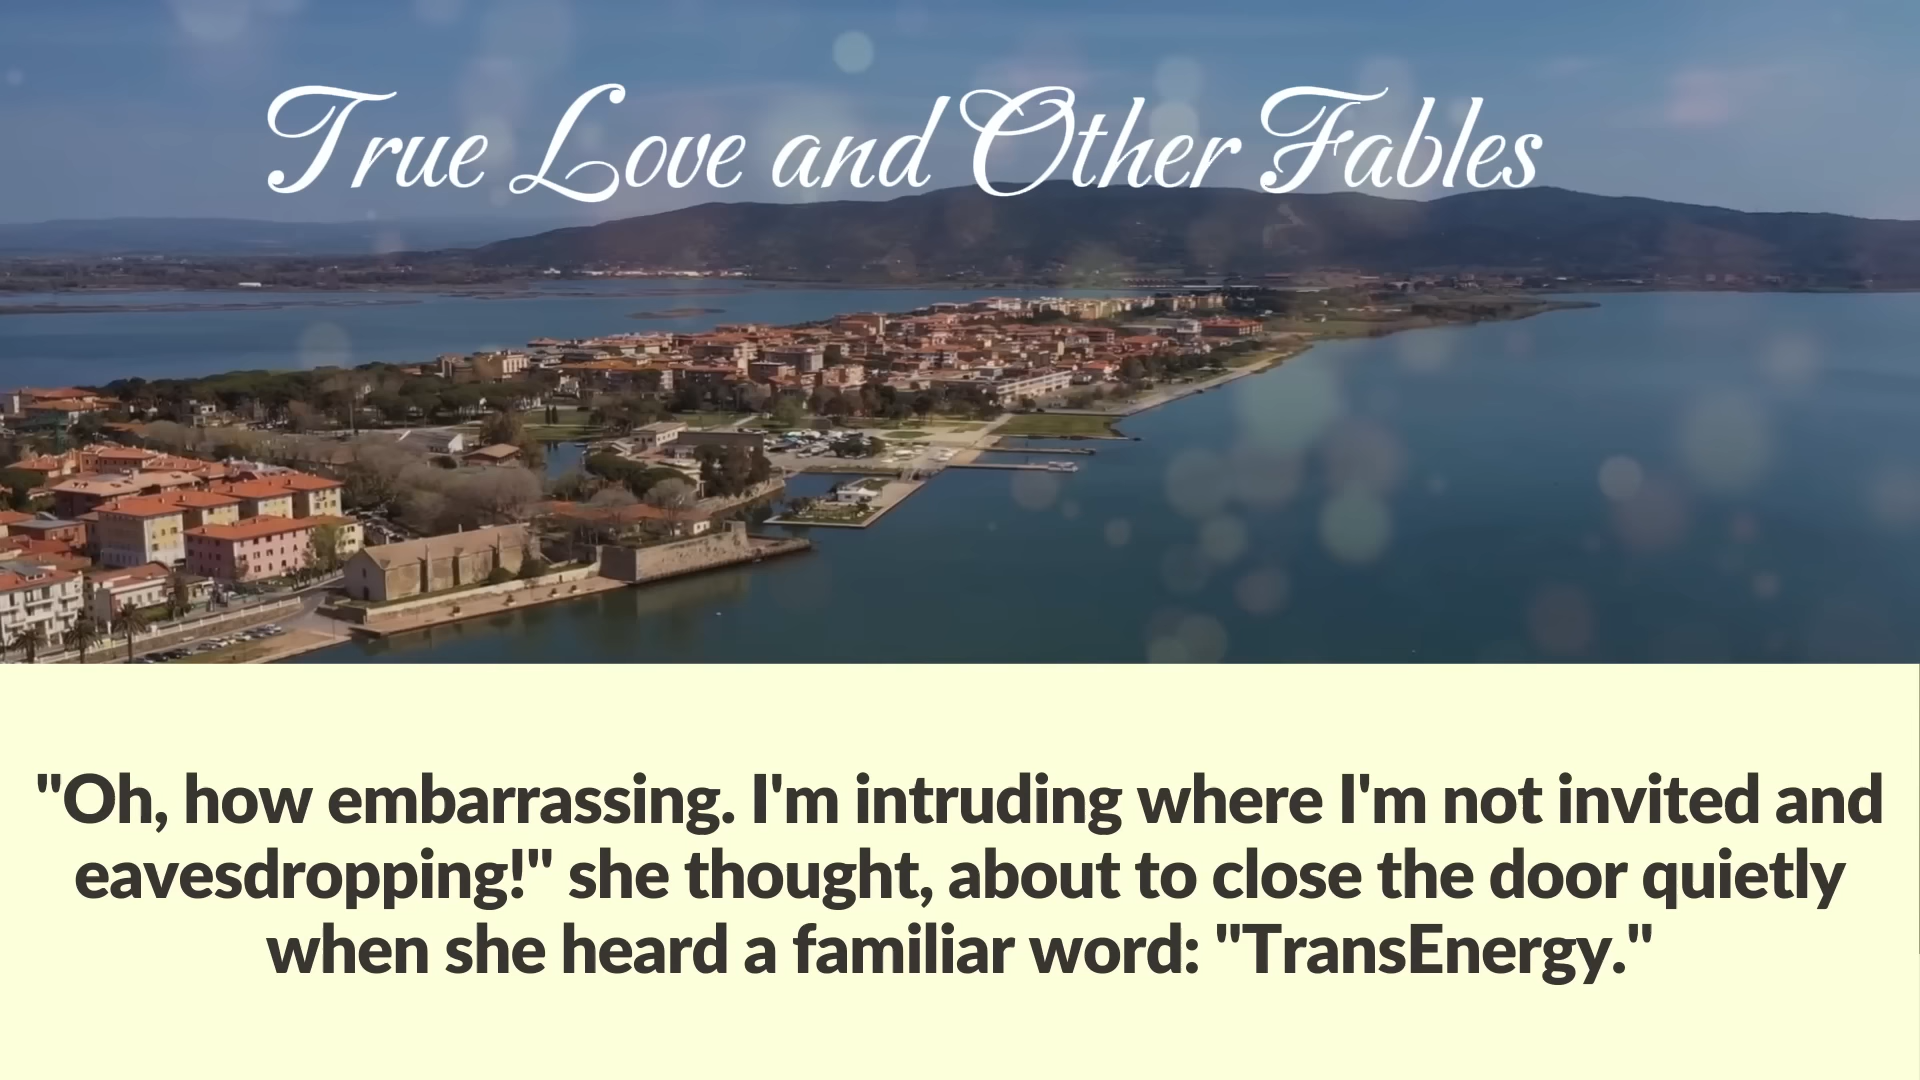 True Love and Other Fables
"Oh, how embarrassing. I'm intruding where I'm not invited and
eavesdropping!" she thought, about to close the door quietly
when she heard a familiar word: "TransEnergy."